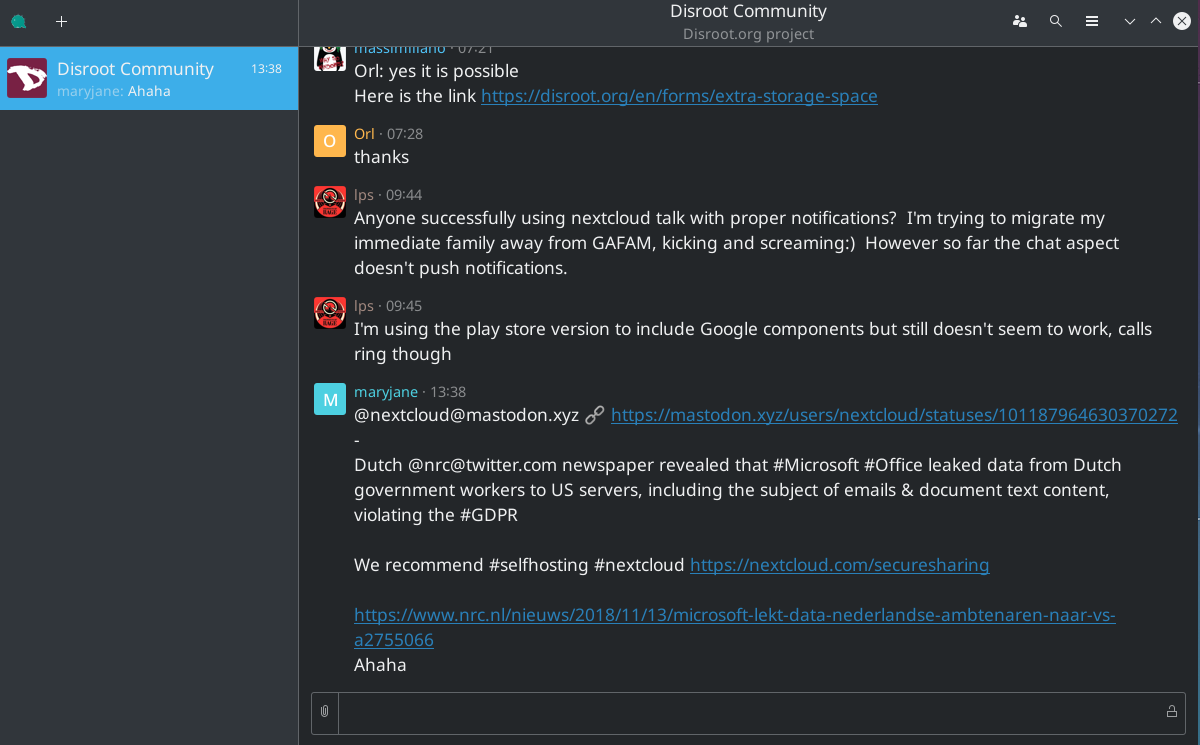 Disroot Community
Disroot.org project
Disroot Community 13:38
maryjane: Ahaha
massimiliano · 07:21
Orl: yes it is possible
Here is the link https://disroot.org/en/forms/extra-storage-space
O
Orl · 07:28
thanks
lps · 09:44
Anyone successfully using nextcloud talk with proper notifications?  I'm trying to migrate my
immediate family away from GAFAM, kicking and screaming:)  However so far the chat aspect
doesn't push notifications.
lps · 09:45
I'm using the play store version to include Google components but still doesn't seem to work, calls
ring though
M
maryjane · 13:38
@nextcloud@mastodon.xyz 🔗 https://mastodon.xyz/users/nextcloud/statuses/101187964630370272
-
Dutch @nrc@twitter.com newspaper revealed that #Microsoft #Office leaked data from Dutch
government workers to US servers, including the subject of emails & document text content,
violating the #GDPR
We recommend #selfhosting #nextcloud https://nextcloud.com/securesharing
https://www.nrc.nl/nieuws/2018/11/13/microsoft-lekt-data-nederlandse-ambtenaren-naar-vs-
a2755066
Ahaha